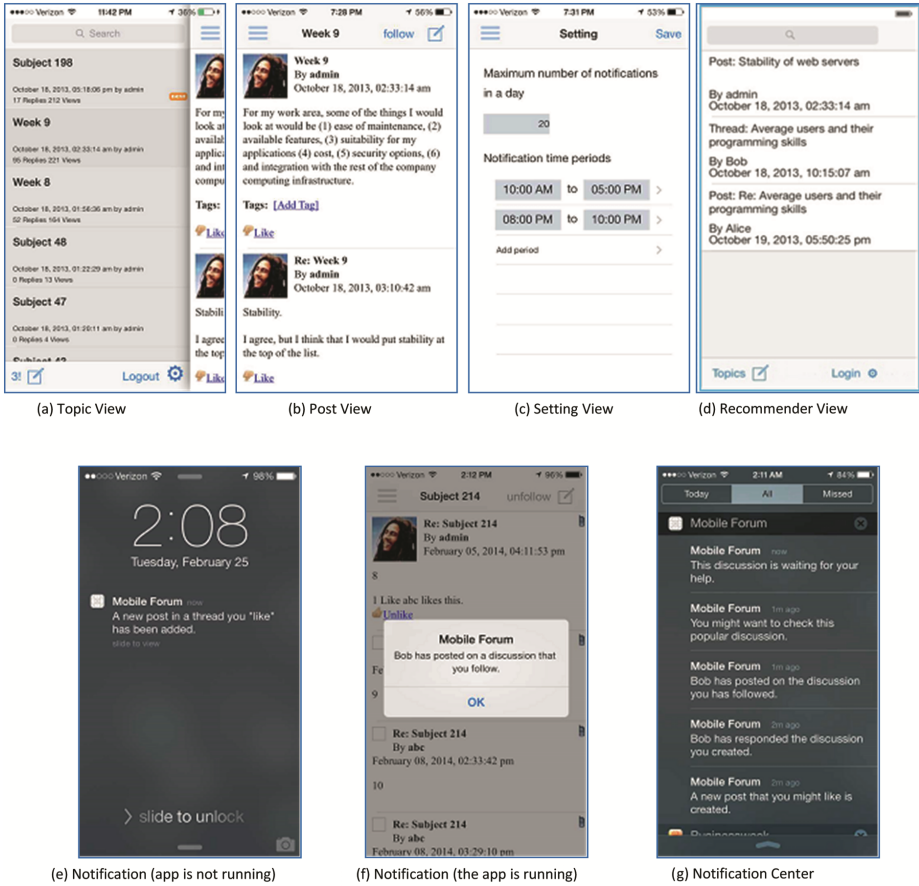 Verizon 11:42 PM 36%
Search
Subject 198
October 18, 2013, 05:18:06 pm by admin
17 Replies 212 Views
Week 9
October 18, 2013, 02:33:14 am by admin
95 Replies 221 Views
Week 8
October 18, 2013, 01:56:36 am by admin
52 Replies 164 Views
Subject 48
October 18, 2013, 01:22:29 am by admin
0 Replies 13 Views
Subject 47
October 18, 2013, 01:20:11 am by admin
0 Replies 4 Views
3!
Logout
For my
look at
availab
applica
and int
compu
Tags:
Like
Stabili
I agree
the top
Like
(a) Topic View
Verizon 7:28 PM 56%
Week 9 follow
Week 9
By admin
October 18, 2013, 02:33:14 am
For my work area, some of the things I would
look at would be (1) ease of maintenance, (2)
available features, (3) suitability for my
applications (4) cost, (5) security options, (6)
and integration with the rest of the company
computing infrastructure.
Tags: [Add Tag]
Like
Re: Week 9
By admin
October 18, 2013, 03:10:42 am
Stability.
I agree, but I think that I would put stability at
the top of the list.
Like
(b) Post View
Verizon 7:31 PM 53%
Setting Save
Maximum number of notifications
in a day
20
Notification time periods
10:00 AM to 05:00 PM
08:00 PM to 10:00 PM
Add period
(c) Setting View
Post: Stability of web servers
By admin
October 18, 2013, 02:33:14 am
Thread: Average users and their
programming skills
By Bob
October 18, 2013, 10:15:07 am
Post: Re: Average users and their
programming skills
By Alice
October 19, 2013, 05:50:25 pm
Topics Login
(d) Recommender View
Verizon 98%
2:08
Tuesday, February 25
Mobile Forum now
A new post in a thread you "like"
has been added.
slide to view
slide to unlock
(e) Notification (app is not running)
Verizon 2:12 PM 96%
Subject 214 unfollow
Re: Subject 214
By admin
February 05, 2014, 04:11:53 pm
8
1 Like abc likes this.
Unlike
Mobile Forum
Bob has posted on a discussion that
you follow.
OK
Fe
9
Re: Subject 214
By abc
February 08, 2014, 02:33:42 pm
10
Re: Subject 214
By abc
February 08, 2014, 03:29:10 pm
(f) Notification (the app is running)
Verizon 2:11 AM 84%
Today All Missed
Mobile Forum
Mobile Forum now
This discussion is waiting for your
help.
Mobile Forum 1m ago
You might want to check this
popular discussion.
Mobile Forum 1m ago
Bob has posted on the discussion
you has followed.
Mobile Forum 2m ago
Bob has responded the discussion
you created.
Mobile Forum 2m ago
A new post that you might like is
created.
Businessweek
(g) Notification Center